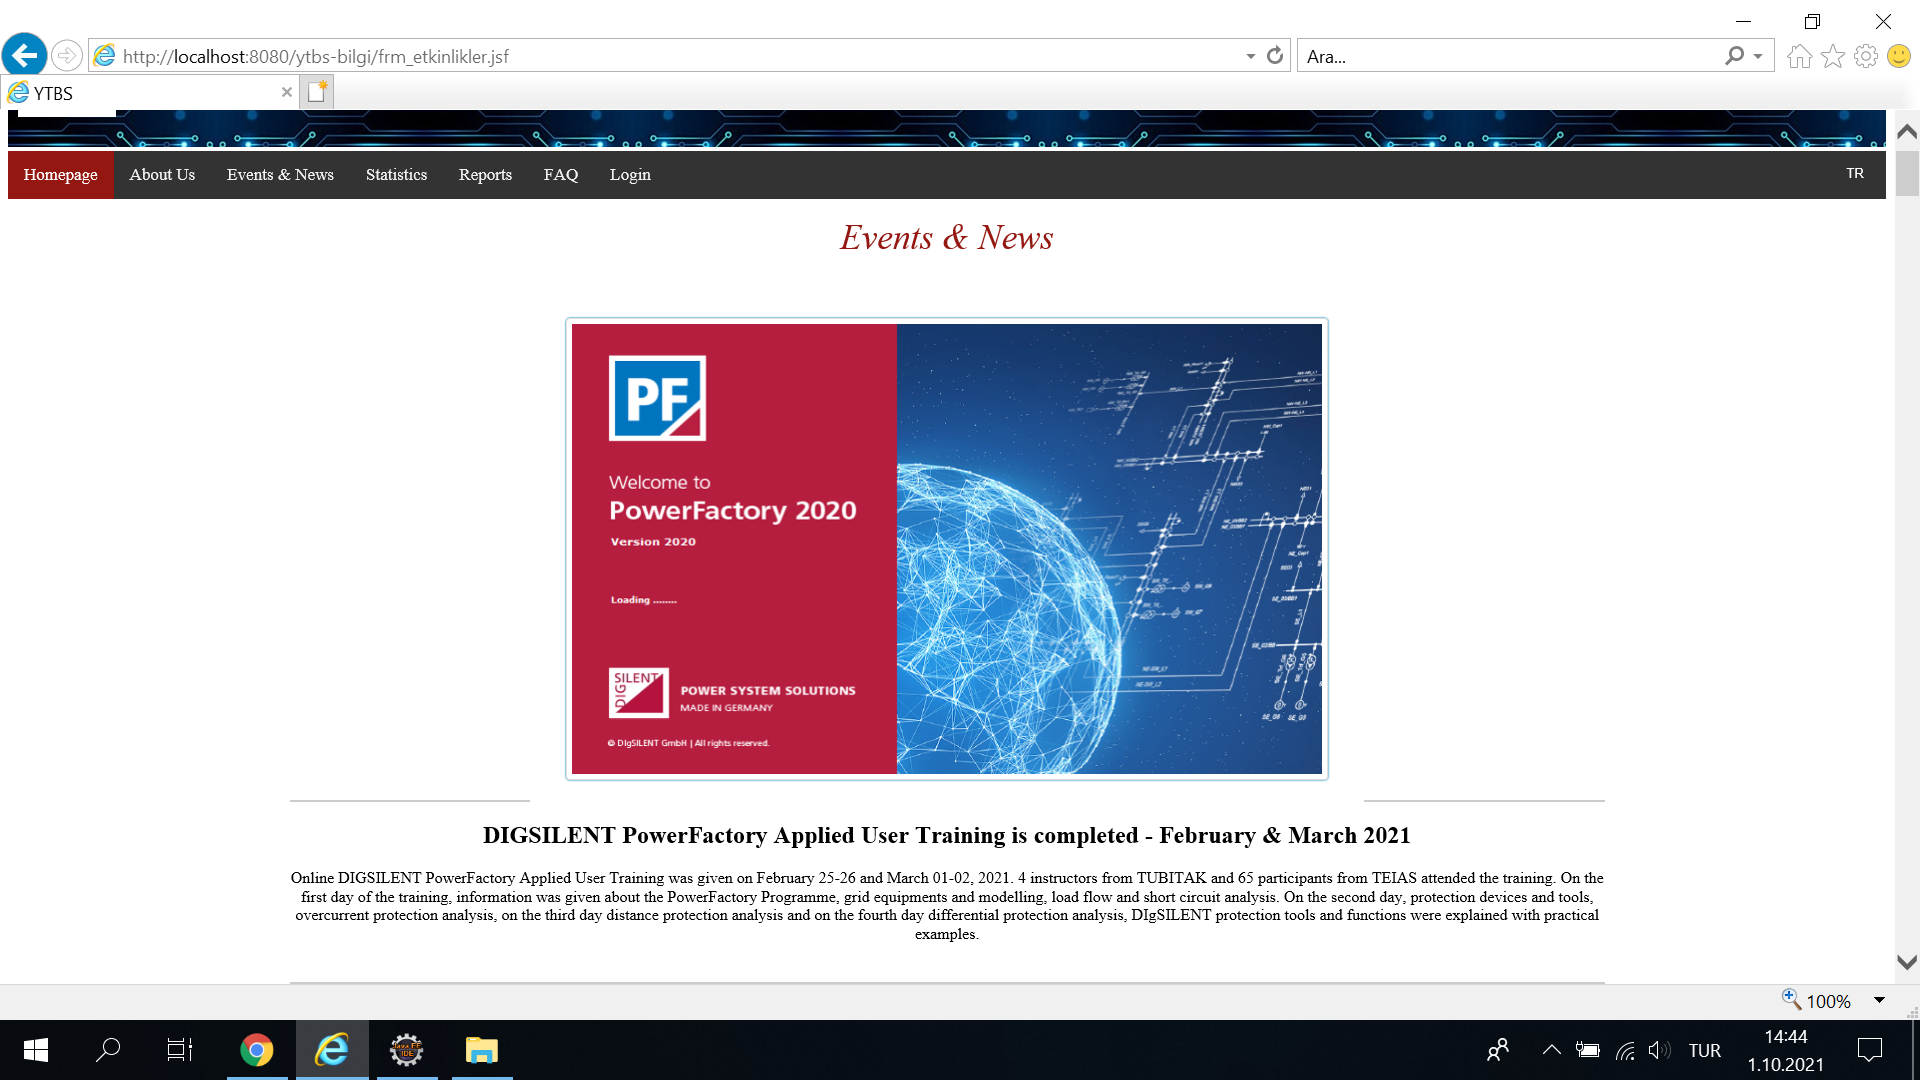 http://localhost:8080/ytbs-bilgi/frm_etkinlikler.jsf
Ara...
YTBS
Homepage About Us Events & News Statistics Reports FAQ Login TR
Events & News
PF
Welcome to
PowerFactory 2020
Version 2020
Loading ........
DIgSILENT
POWER SYSTEM SOLUTIONS
MADE IN GERMANY
© DIgSILENT GmbH | All rights reserved.
DIGSILENT PowerFactory Applied User Training is completed - February & March 2021
Online DIGSILENT PowerFactory Applied User Training was given on February 25-26 and March 01-02, 2021. 4 instructors from TUBITAK and 65 participants from TEIAS attended the training. On the
first day of the training, information was given about the PowerFactory Programme, grid equipments and modelling, load flow and short circuit analysis. On the second day, protection devices and tools,
overcurrent protection analysis, on the third day distance protection analysis and on the fourth day differential protection analysis, DIgSILENT protection tools and functions were explained with practical
examples.
100%
Java EE
IDE
TUR
14:44
1.10.2021